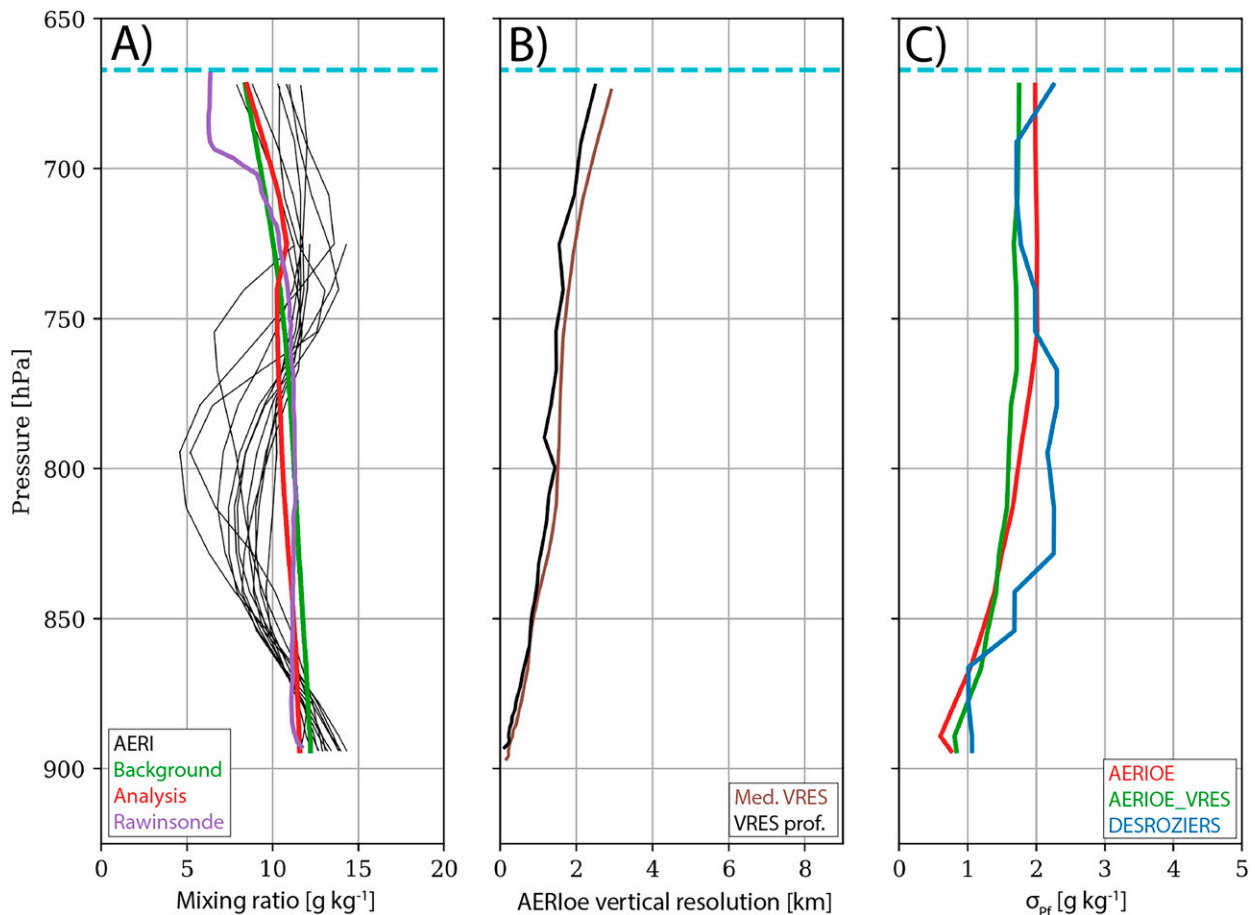 A)
B)
C)
650
700
750
800
850
900
Pressure [hPa]
AERI
Background
Analysis
Rawinsonde
Med. VRES
VRES prof.
AERIOE
AERIOE_VRES
DESROZIERS
0 5 10 15 20
0 2 4 6 8
0 1 2 3 4 5
Mixing ratio [g kg⁻¹]
AERIoe vertical resolution [km]
σPf [g kg⁻¹]